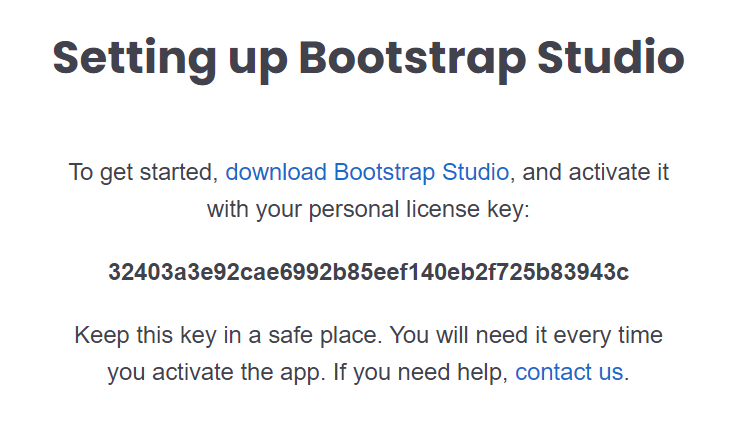 Setting up Bootstrap Studio
To get started, download Bootstrap Studio, and activate it
with your personal license key:
32403a3e92cae6992b85eef140eb2f725b83943c
Keep this key in a safe place. You will need it every time
you activate the app. If you need help, contact us.